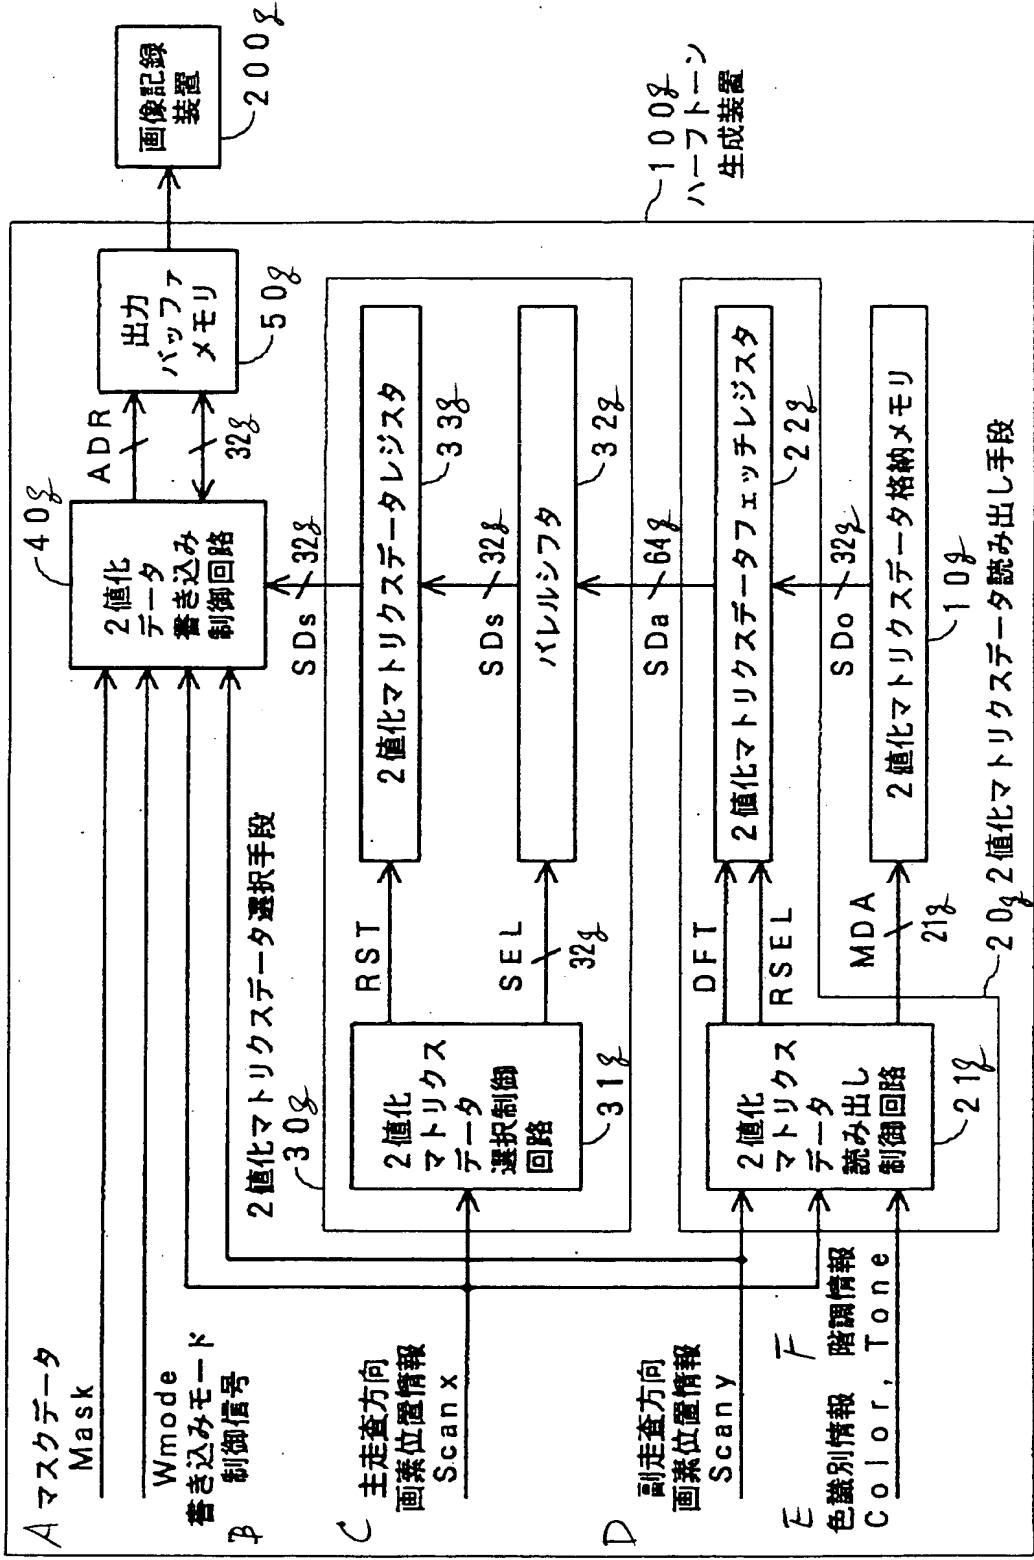 A マスクデータ
Mask
Wmode
書き込みモード
制御信号
B
C 主走査方向
画素位置情報
Scanx
D 副走査方向
画素位置情報
Scany
E F
色識別情報 階調情報
Color, Tone
40g
2値化
データ
書き込み
制御回路
ADR
32g
出力
バッファ
メモリ
50g
画像記録
装置
200g
100g
ハーフトーン
生成装置
2値化マトリクスデータ選択手段
30g
SDs 32g
2値化
マトリクス
データ
選択制御
回路
31g
RST
SEL
32g
2値化マトリクスデータレジスタ
33g
SDs 32g
バレルシフタ
32g
SDa 64g
2値化
マトリクス
データ
読み出し
制御回路
21g
DFT
RSEL
MDA
21g
2値化マトリクスデータフェッチレジスタ
22g
SDo 32g
2値化マトリクスデータ格納メモリ
10g
20g 2値化マトリクスデータ読み出し手段